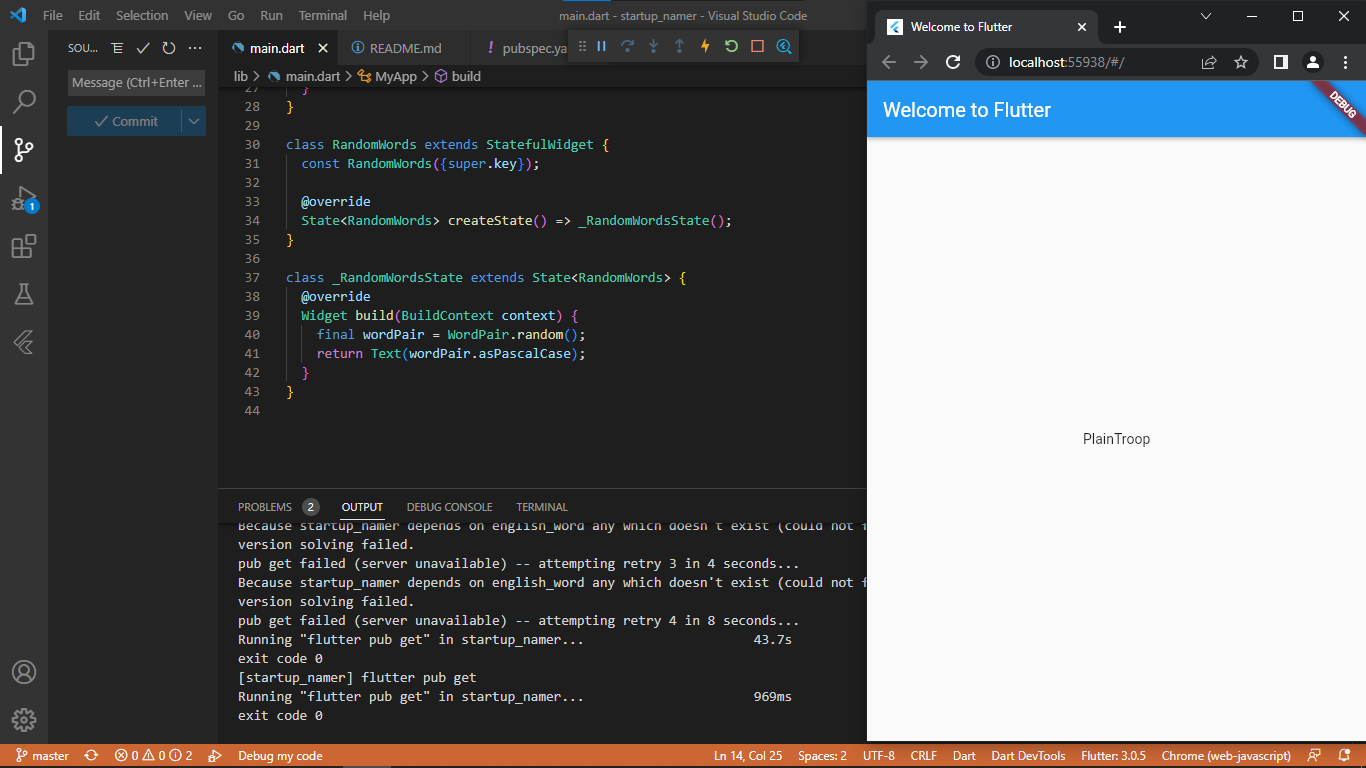 File Edit Selection View Go Run Terminal Help
main.dart - startup_namer - Visual Studio Code
SOU...
Message (Ctrl+Enter ...
Commit
1
main.dart
README.md
! pubspec.ya
lib > main.dart > MyApp > build
27 }
28 }
29
30 class RandomWords extends StatefulWidget {
31 const RandomWords({super.key});
32
33 @override
34 State<RandomWords> createState() => _RandomWordsState();
35 }
36
37 class _RandomWordsState extends State<RandomWords> {
38 @override
39 Widget build(BuildContext context) {
40 final wordPair = WordPair.random();
41 return Text(wordPair.asPascalCase);
42 }
43 }
44
PROBLEMS 2 OUTPUT DEBUG CONSOLE TERMINAL
Because startup_namer depends on english_word any which doesn't exist (could not f
version solving failed.
pub get failed (server unavailable) -- attempting retry 3 in 4 seconds...
Because startup_namer depends on english_word any which doesn't exist (could not f
version solving failed.
pub get failed (server unavailable) -- attempting retry 4 in 8 seconds...
Running "flutter pub get" in startup_namer... 43.7s
exit code 0
[startup_namer] flutter pub get
Running "flutter pub get" in startup_namer... 969ms
exit code 0
master 0 0 2 Debug my code Ln 14, Col 25 Spaces: 2 UTF-8 CRLF Dart Dart DevTools Flutter: 3.0.5 Chrome (web-javascript)
Welcome to Flutter
localhost:55938/#/
Welcome to Flutter
DEBUG
PlainTroop